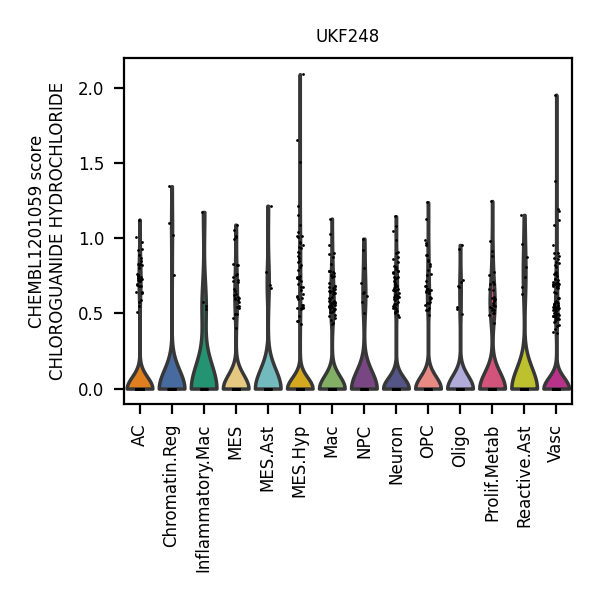 UKF248
CHEMBL1201059 score
CHLOROGUANIDE HYDROCHLORIDE
2.0
1.5
1.0
0.5
0.0
AC
Chromatin.Reg
Inflammatory.Mac
MES
MES.Ast
MES.Hyp
Mac
NPC
Neuron
OPC
Oligo
Prolif.Metab
Reactive.Ast
Vasc